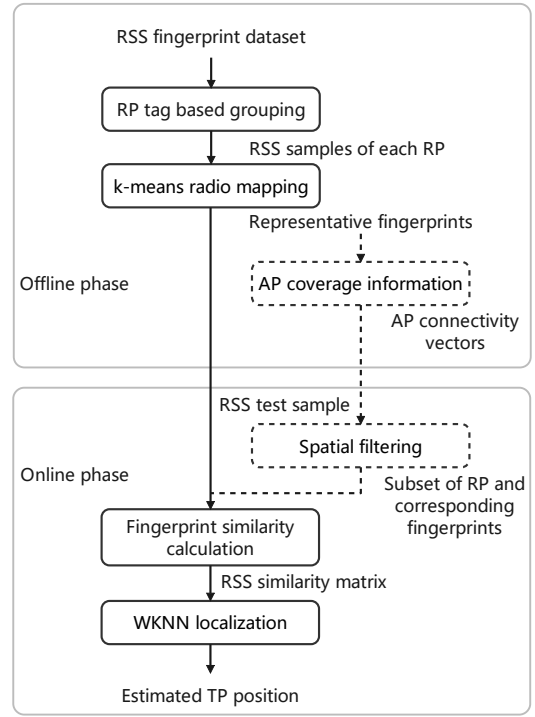 RSS fingerprint dataset
RP tag based grouping
RSS samples of each RP
k-means radio mapping
Representative fingerprints
Offline phase
AP coverage information
AP connectivity
vectors
RSS test sample
Spatial filtering
Online phase
Subset of RP and
corresponding
fingerprints
Fingerprint similarity
calculation
RSS similarity matrix
WKNN localization
Estimated TP position